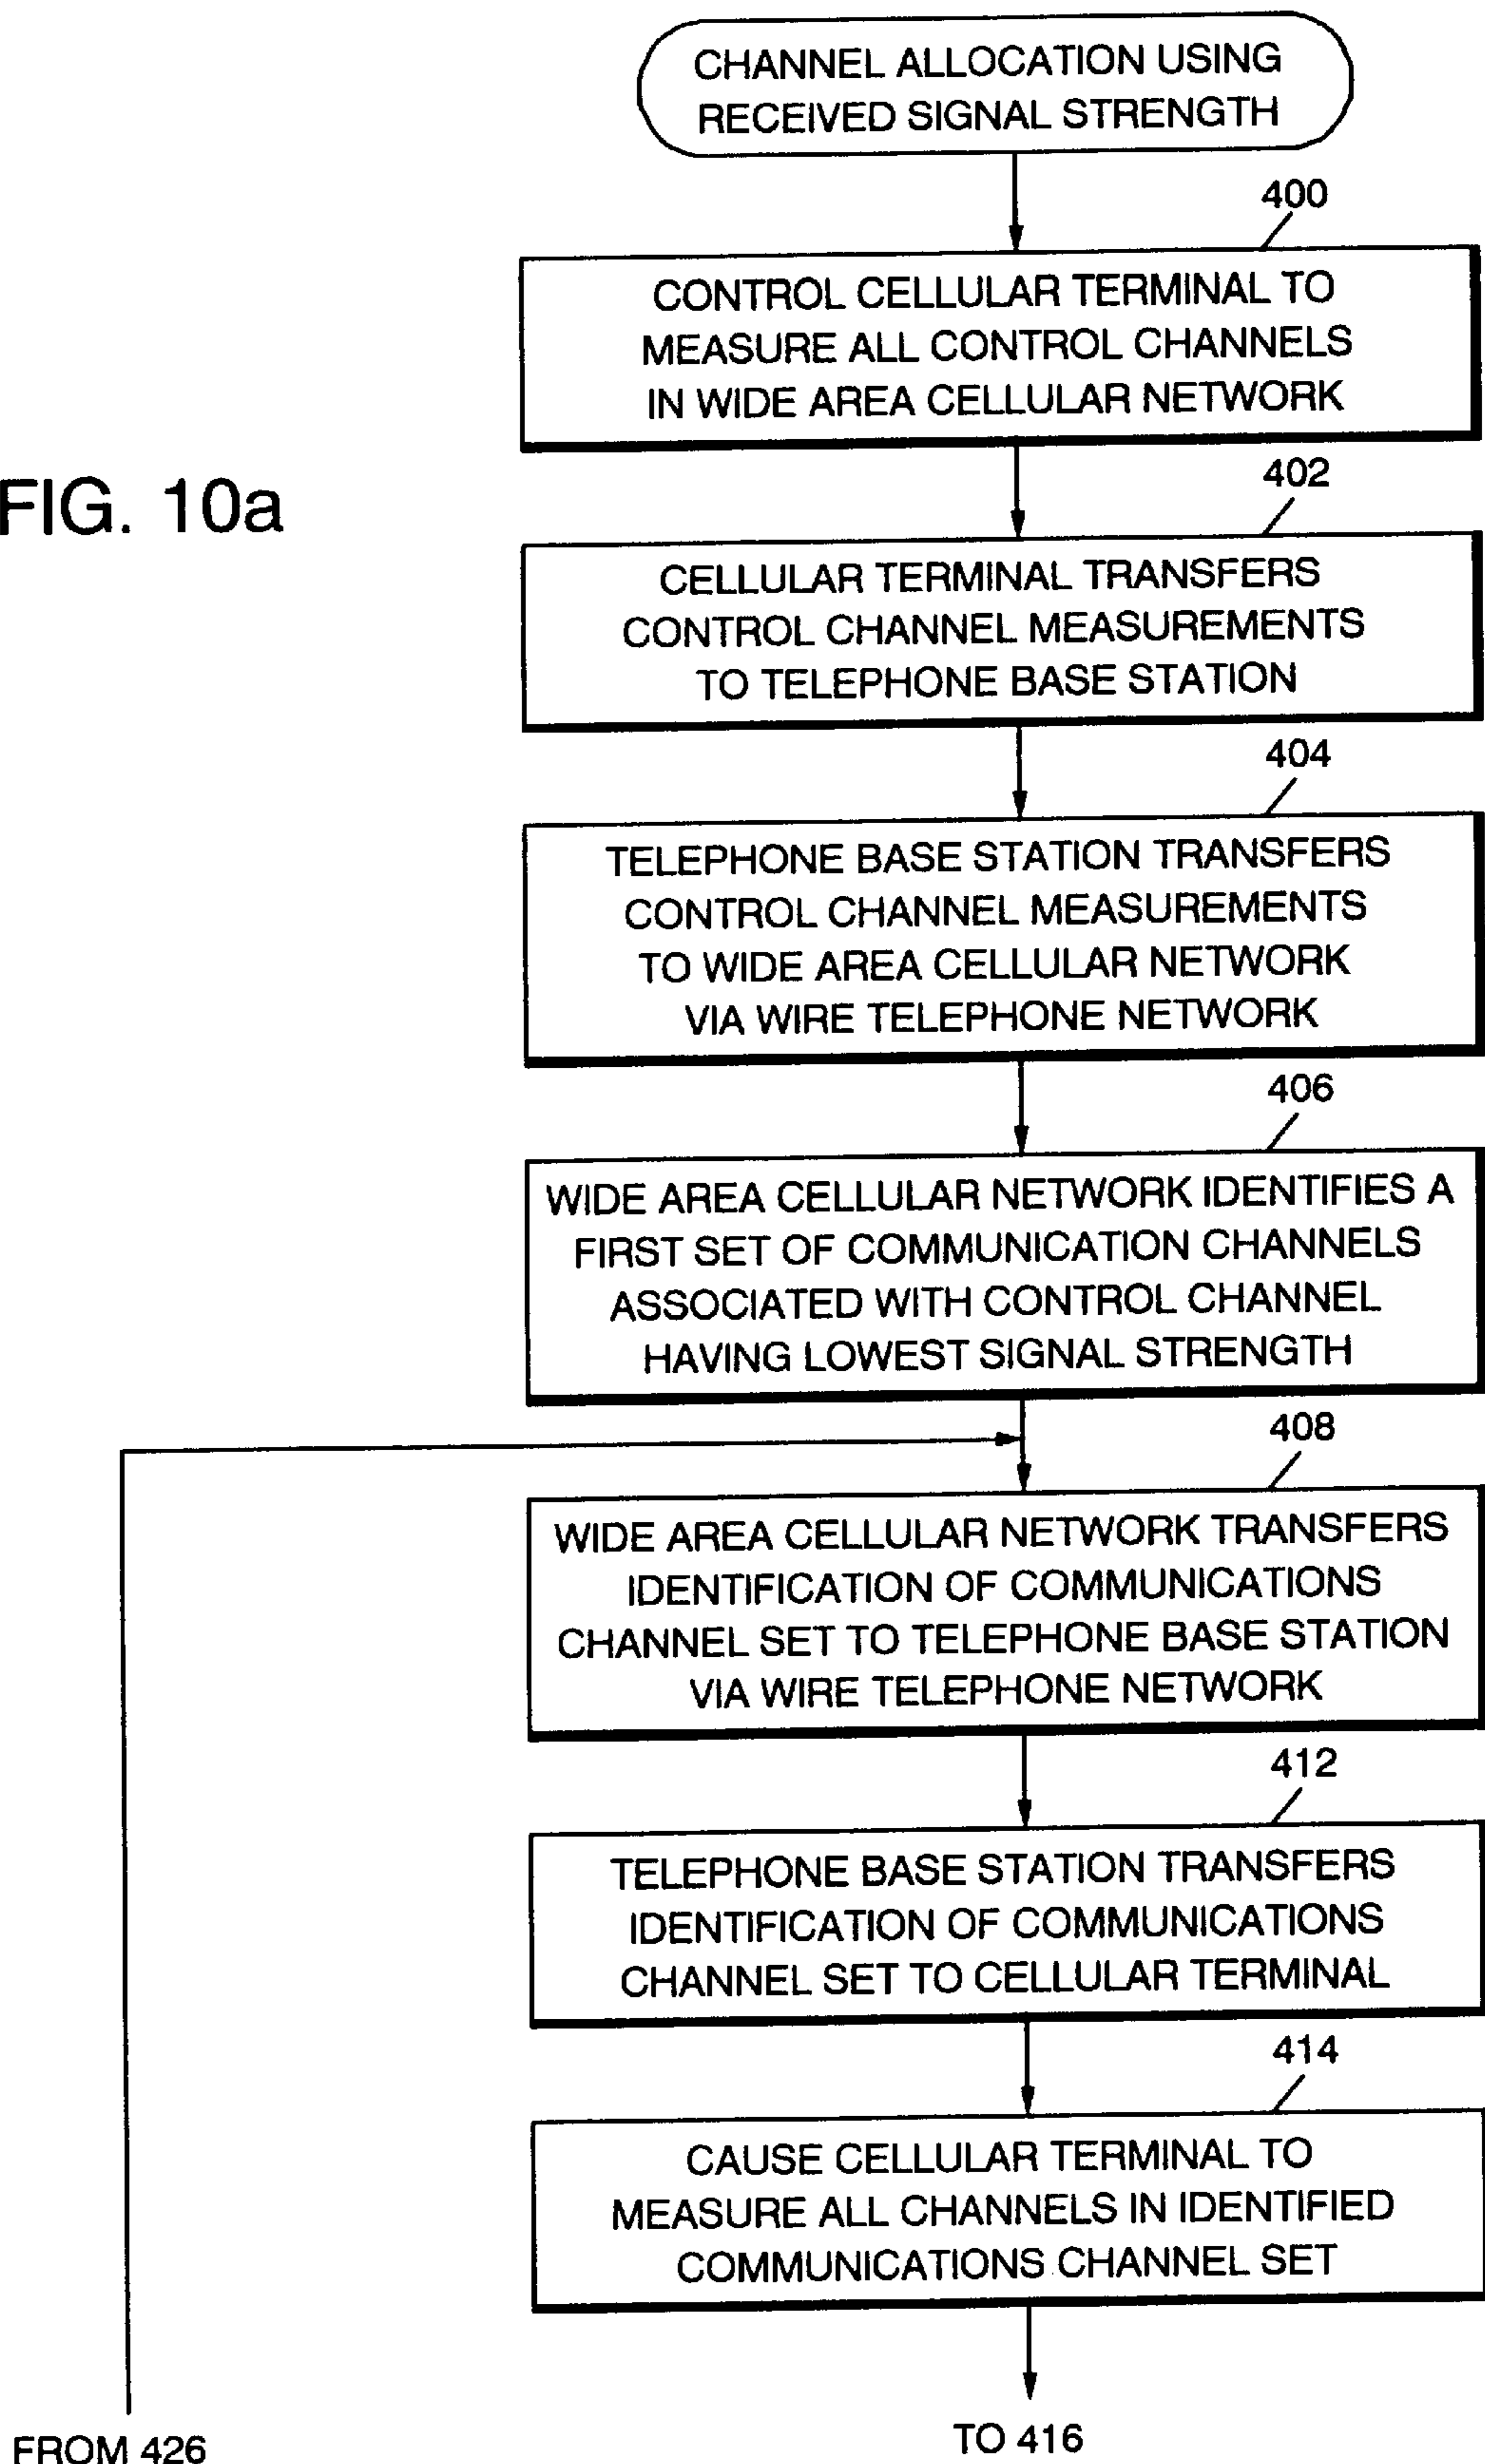 CHANNEL ALLOCATION USING
RECEIVED SIGNAL STRENGTH
400
CONTROL CELLULAR TERMINAL TO
MEASURE ALL CONTROL CHANNELS
IN WIDE AREA CELLULAR NETWORK
FIG. 10a
402
CELLULAR TERMINAL TRANSFERS
CONTROL CHANNEL MEASUREMENTS
TO TELEPHONE BASE STATION
404
TELEPHONE BASE STATION TRANSFERS
CONTROL CHANNEL MEASUREMENTS
TO WIDE AREA CELLULAR NETWORK
VIA WIRE TELEPHONE NETWORK
406
WIDE AREA CELLULAR NETWORK IDENTIFIES A
FIRST SET OF COMMUNICATION CHANNELS
ASSOCIATED WITH CONTROL CHANNEL
HAVING LOWEST SIGNAL STRENGTH
408
WIDE AREA CELLULAR NETWORK TRANSFERS
IDENTIFICATION OF COMMUNICATIONS
CHANNEL SET TO TELEPHONE BASE STATION
VIA WIRE TELEPHONE NETWORK
412
TELEPHONE BASE STATION TRANSFERS
IDENTIFICATION OF COMMUNICATIONS
CHANNEL SET TO CELLULAR TERMINAL
414
CAUSE CELLULAR TERMINAL TO
MEASURE ALL CHANNELS IN IDENTIFIED
COMMUNICATIONS CHANNEL SET
FROM 426
TO 416